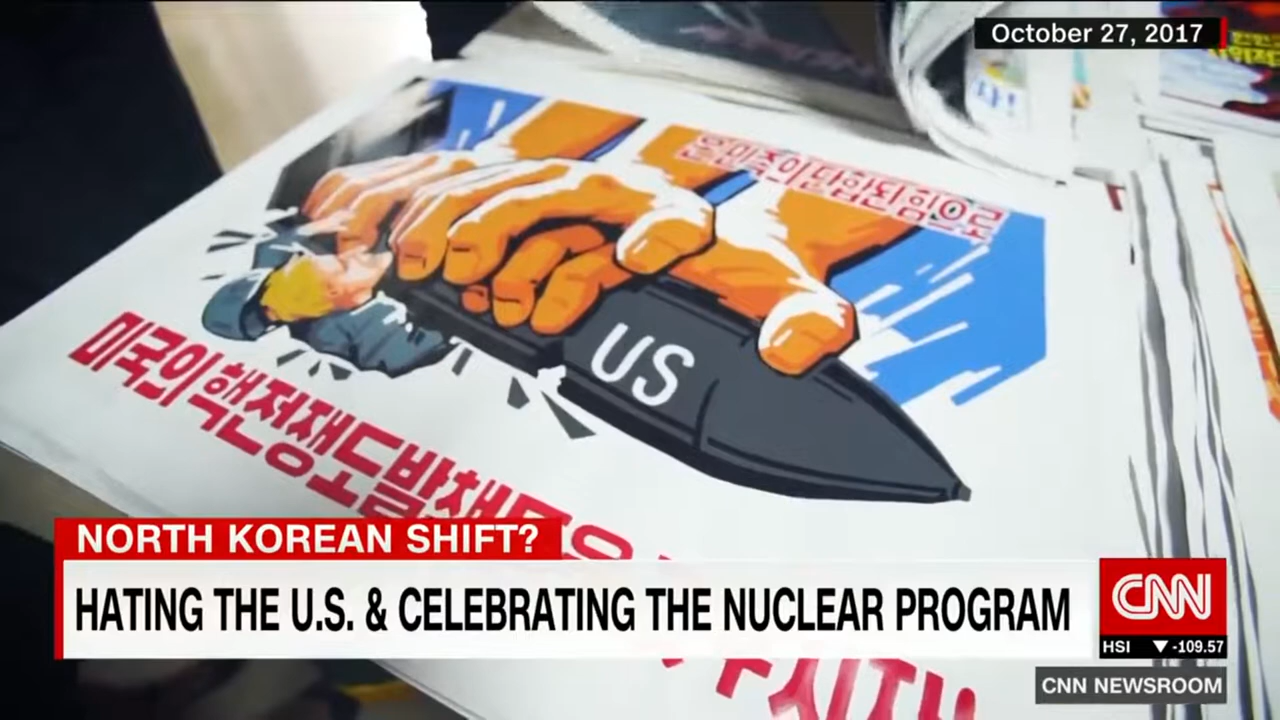 October 27, 2017
온 민족의 단합된 힘으로
US
미국의 핵전쟁도발책동을
NORTH KOREAN SHIFT?
HATING THE U.S. & CELEBRATING THE NUCLEAR PROGRAM
CNN
HSI ▼ -109.57
CNN NEWSROOM